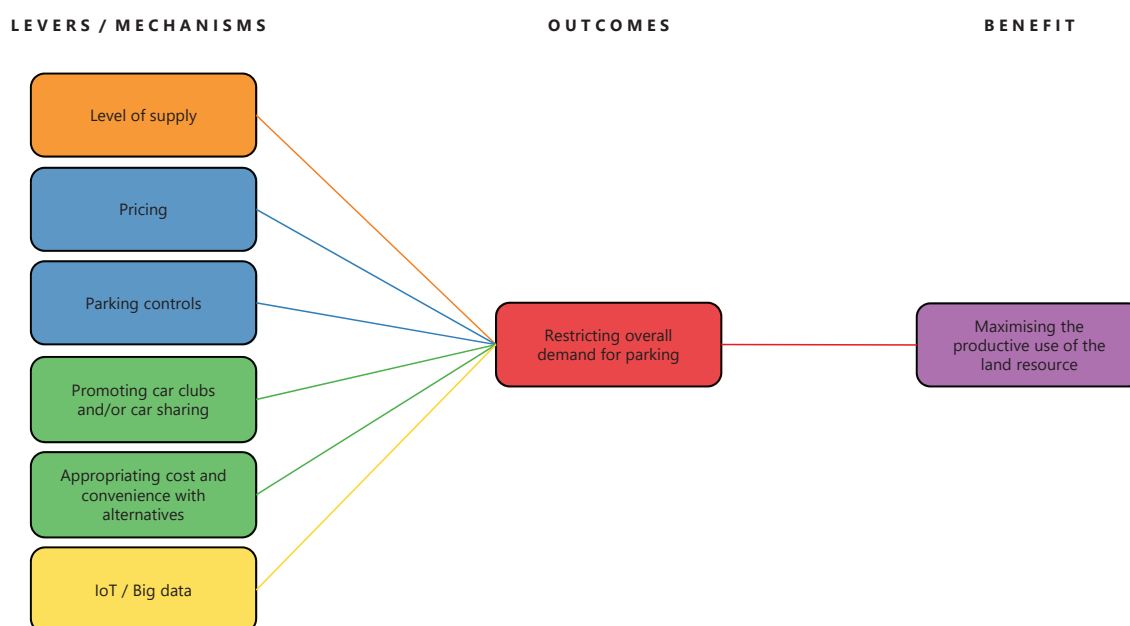 LEVERS / MECHANISMS
OUTCOMES
BENEFIT
Level of supply
Pricing
Parking controls
Promoting car clubs
and/or car sharing
Appropriating cost and
convenience with
alternatives
IoT / Big data
Restricting overall
demand for parking
Maximising the
productive use of the
land resource